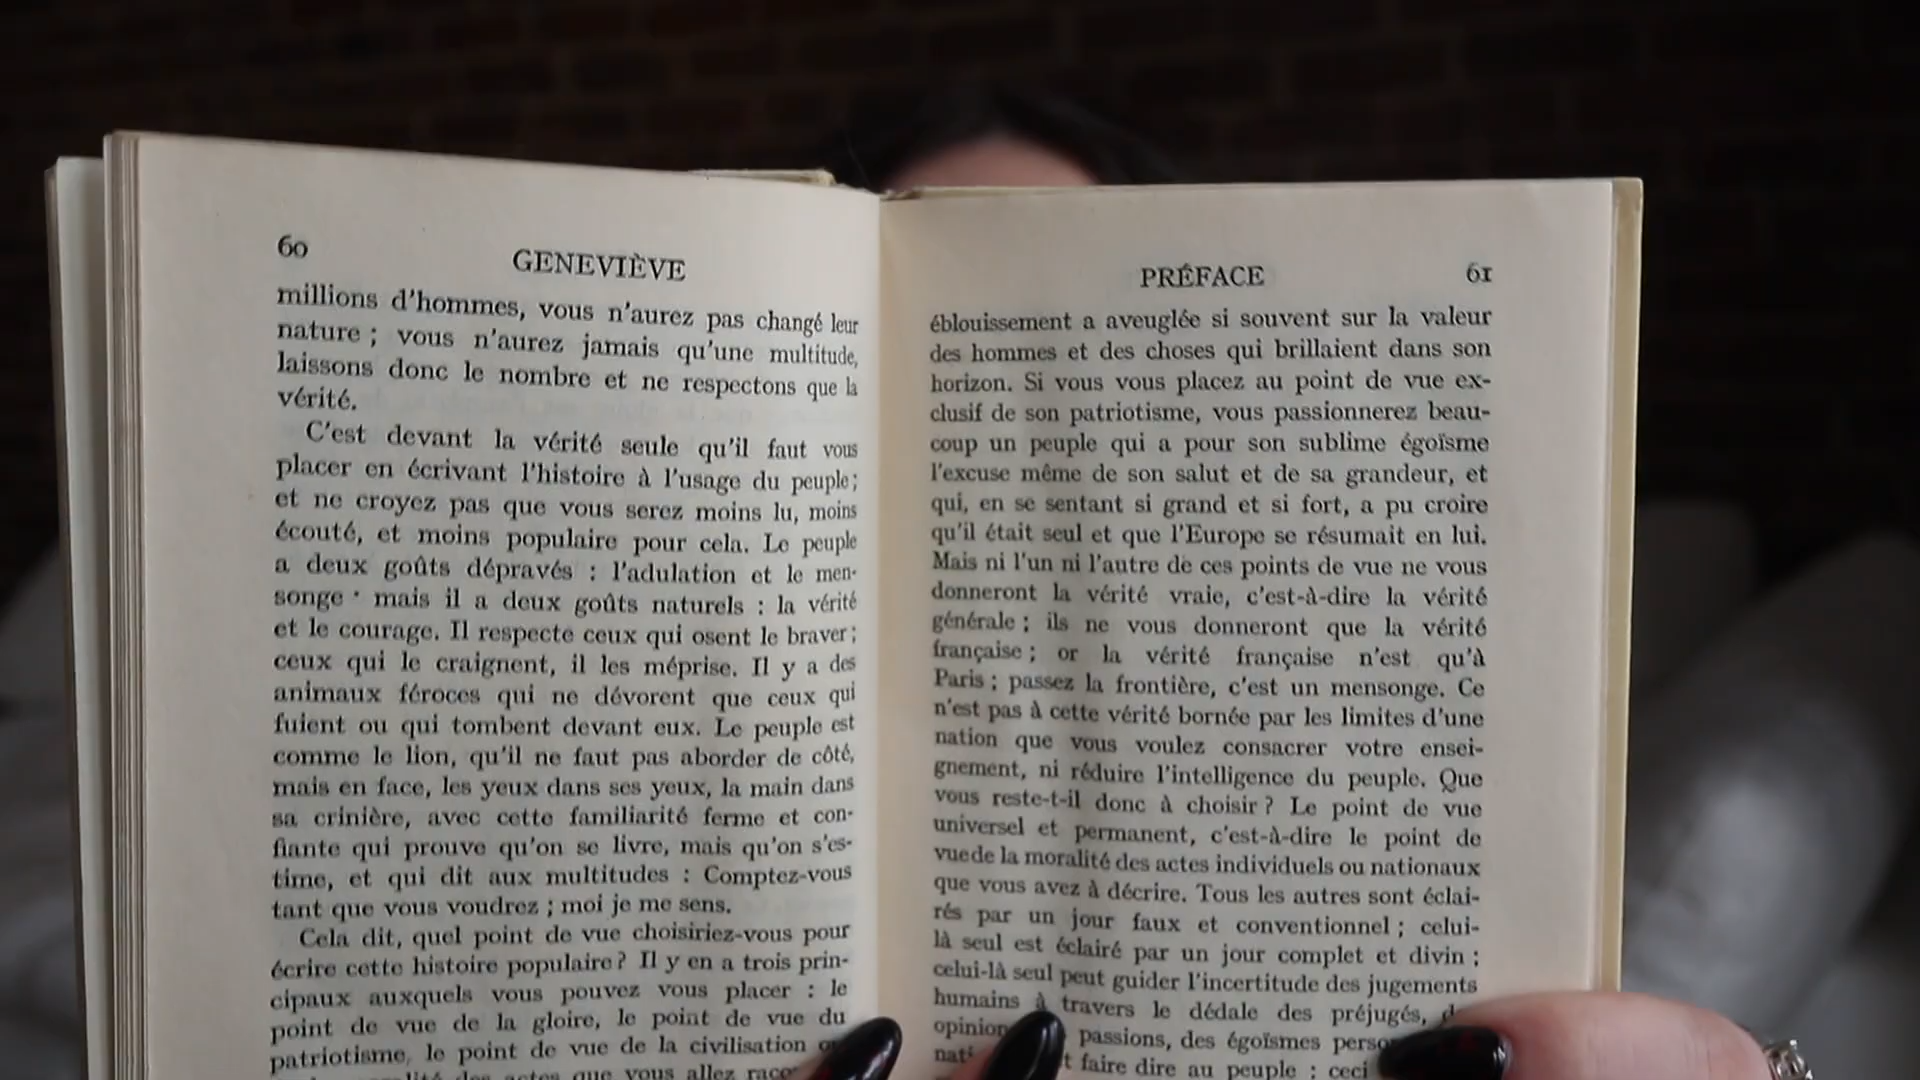 60
GENEVIÈVE
millions d'hommes, vous n'aurez pas changé leur
nature ; vous n'aurez jamais qu'une multitude,
laissons donc le nombre et ne respectons que la
vérité.
C'est devant la vérité seule qu'il faut vous
placer en écrivant l'histoire à l'usage du peuple ;
et ne croyez pas que vous serez moins lu, moins
écouté, et moins populaire pour cela. Le peuple
a deux goûts dépravés : l'adulation et le men-
songe · mais il a deux goûts naturels : la vérité
et le courage. Il respecte ceux qui osent le braver ;
ceux qui le craignent, il les méprise. Il y a des
animaux féroces qui ne dévorent que ceux qui
fuient ou qui tombent devant eux. Le peuple est
comme le lion, qu'il ne faut pas aborder de côté,
mais en face, les yeux dans ses yeux, la main dans
sa crinière, avec cette familiarité ferme et con-
fiante qui prouve qu'on se livre, mais qu'on s'es-
time, et qui dit aux multitudes : Comptez-vous
tant que vous voudrez ; moi je me sens.
Cela dit, quel point de vue choisiriez-vous pour
écrire cette histoire populaire ? Il y en a trois prin-
cipaux auxquels vous pouvez vous placer : le
point de vue de la gloire, le point de vue du
patriotisme, le point de vue de la civilisation
des actes que vous allez
PRÉFACE
61
éblouissement a aveuglée si souvent sur la valeur
des hommes et des choses qui brillaient dans son
horizon. Si vous vous placez au point de vue ex-
clusif de son patriotisme, vous passionnerez beau-
coup un peuple qui a pour son sublime égoïsme
l'excuse même de son salut et de sa grandeur, et
qui, en se sentant si grand et si fort, a pu croire
qu'il était seul et que l'Europe se résumait en lui.
Mais ni l'un ni l'autre de ces points de vue ne vous
donneront la vérité vraie, c'est-à-dire la vérité
générale ; ils ne vous donneront que la vérité
française ; or la vérité française n'est qu'à
Paris ; passez la frontière, c'est un mensonge. Ce
n'est pas à cette vérité bornée par les limites d'une
nation que vous voulez consacrer votre ensei-
gnement, ni réduire l'intelligence du peuple. Que
vous reste-t-il donc à choisir ? Le point de vue
universel et permanent, c'est-à-dire le point de
vue de la moralité des actes individuels ou nationaux
que vous avez à décrire. Tous les autres sont éclai-
rés par un jour faux et conventionnel ; celui-
là seul est éclairé par un jour complet et divin ;
celui-là seul peut guider l'incertitude des jugements
humains à travers le dédale des préjugés,
passions, des égoïsmes
faire dire au peuple : ceci